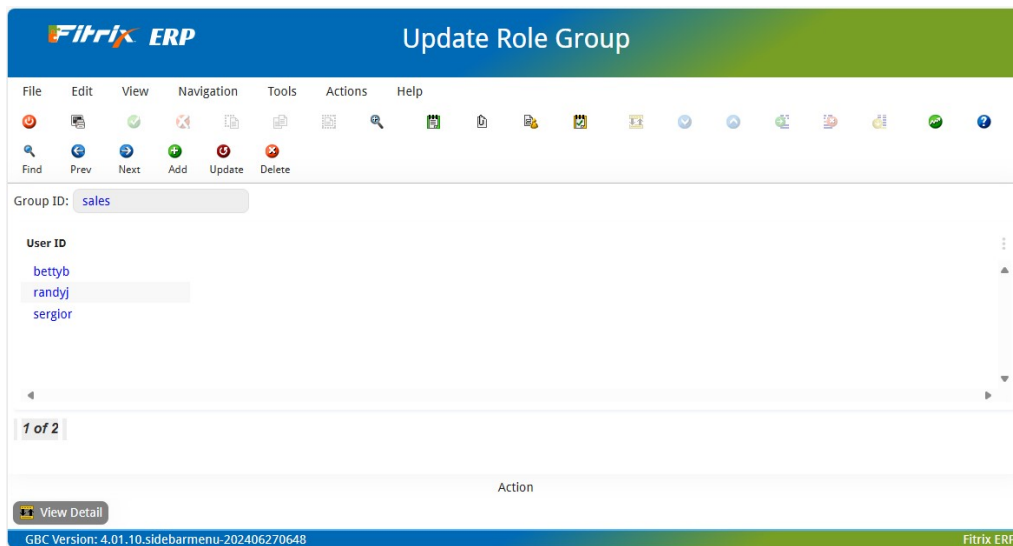 Fitrix ERP Update Role Group
File Edit View Navigation Tools Actions Help
Find Prev Next Add Update Delete
Group ID: sales
User ID
bettyb
randyj
sergior
1 of 2
Action
View Detail
GBC Version: 4.01.10.sidebarmenu-202406270648 Fitrix ERP